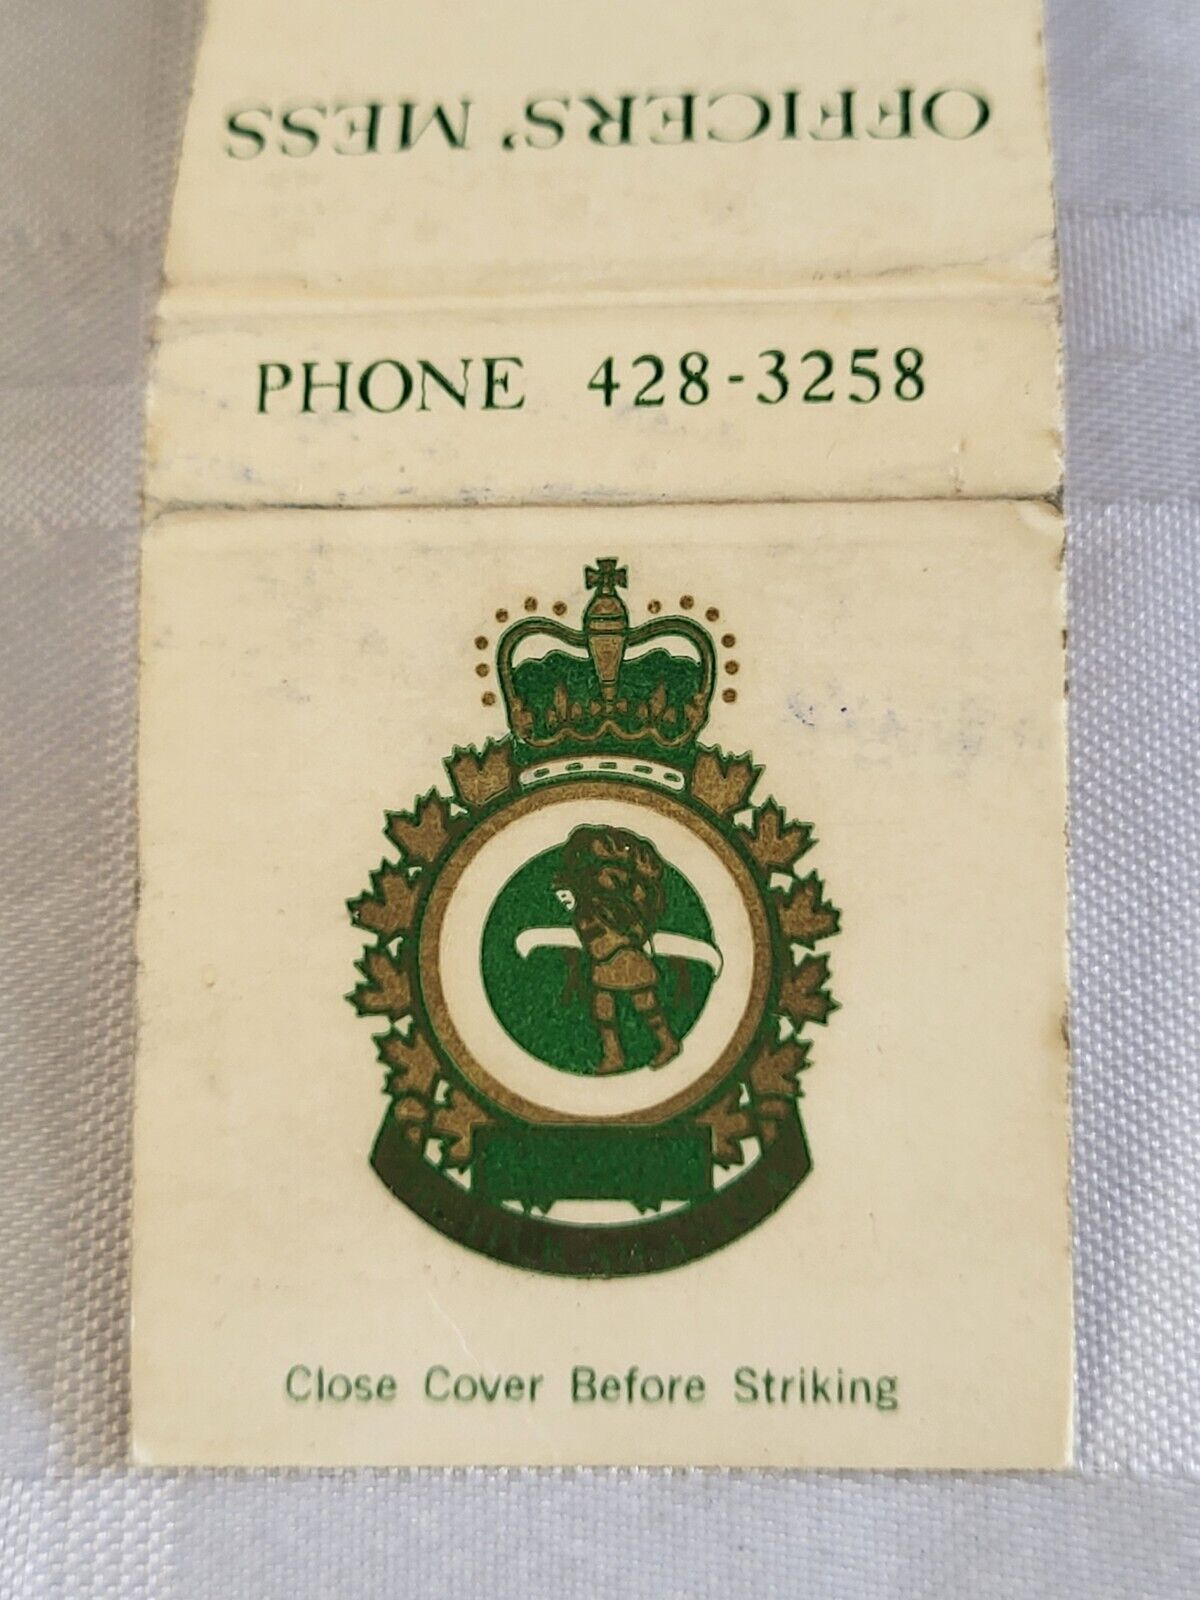 OFFICERS' MESS
PHONE 428-3258
Close Cover Before Striking